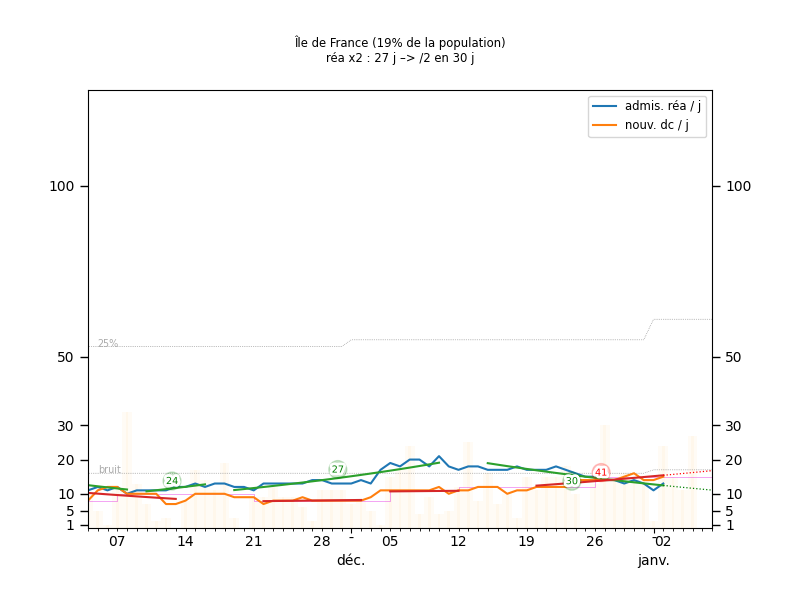 Île de France (19% de la population)
réa x2 : 27 j –> /2 en 30 j
admis. réa / j
nouv. dc / j
100 100
25%
50 50
30 30
20 20
bruit
24 27 30 41
10 10
5 5
1 1
07 14 21 28 - 05 12 19 26 - 02
déc. janv.